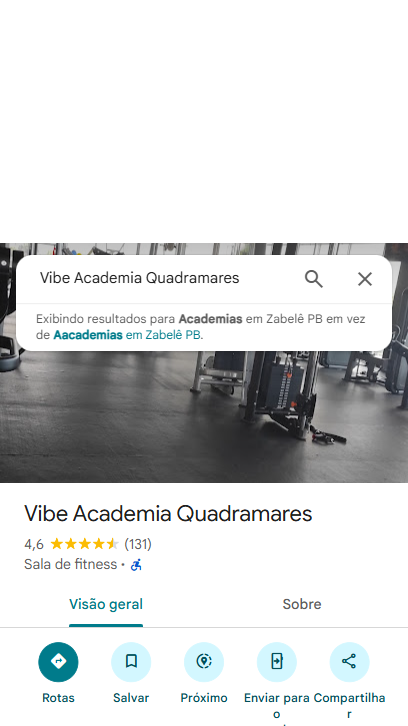 Vibe Academia Quadramares
Exibindo resultados para Academias em Zabelê PB em vez
de Aacademias em Zabelê PB.
Vibe Academia Quadramares
4,6 (131)
Sala de fitness ·
Visão geral Sobre
Rotas Salvar Próximo Enviar para Compartilha
o r